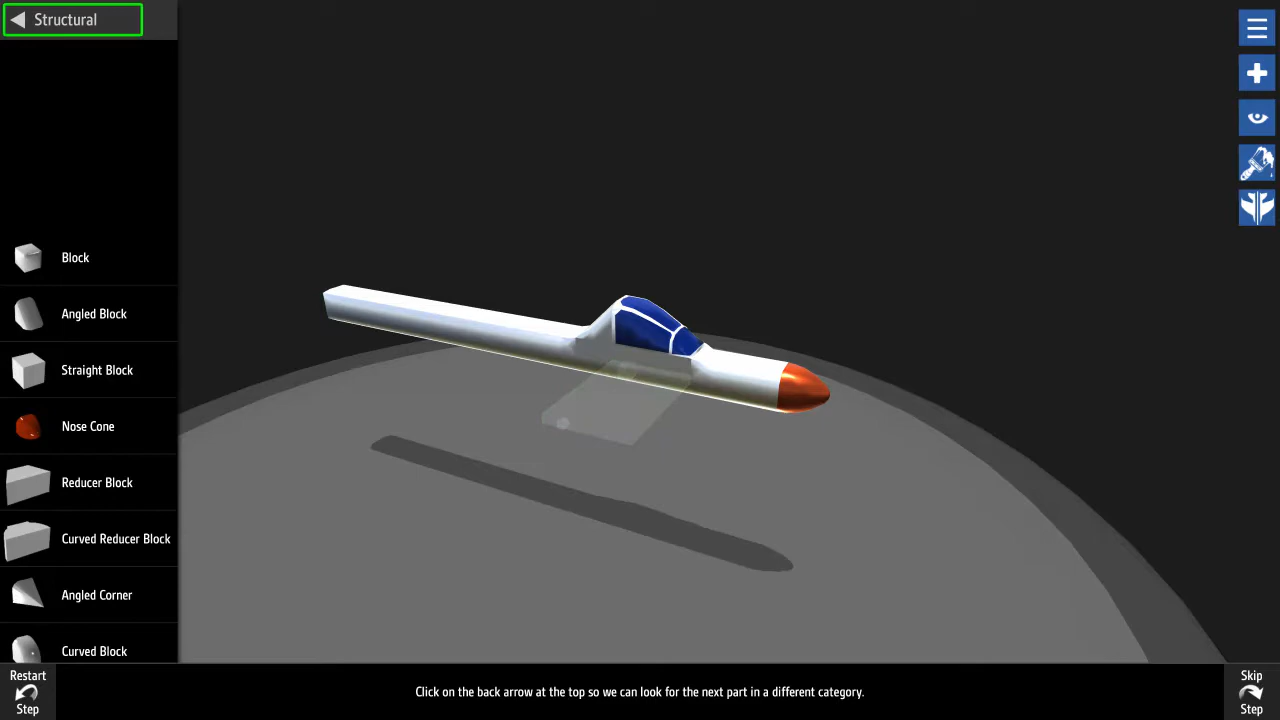 Structural
Block
Angled Block
Straight Block
Nose Cone
Reducer Block
Curved Reducer Block
Angled Corner
Curved Block
Restart
Step
Click on the back arrow at the top so we can look for the next part in a different category.
Skip
Step